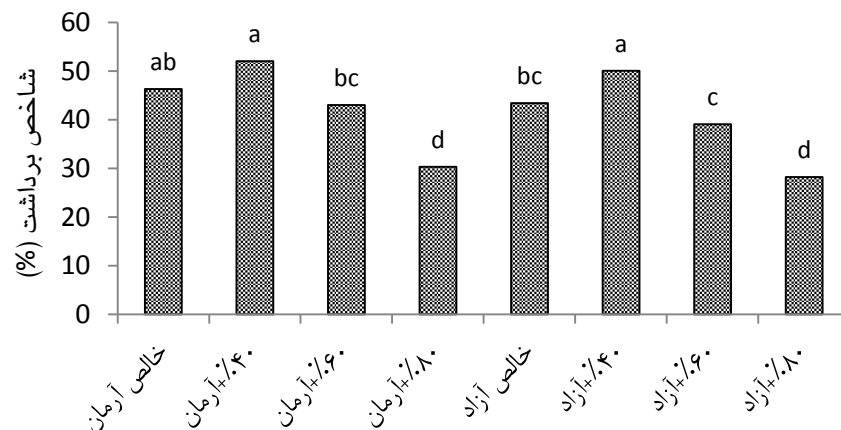 شاخص برداشت (%)
60
50
40
30
20
10
0
ab
a
bc
d
bc
a
c
d
خالص آرمان
۴۰٪+آرمان
۶۰٪+آرمان
۸۰٪+آرمان
خالص آزاد
۴۰٪+آزاد
۶۰٪+آزاد
۸۰٪+آزاد